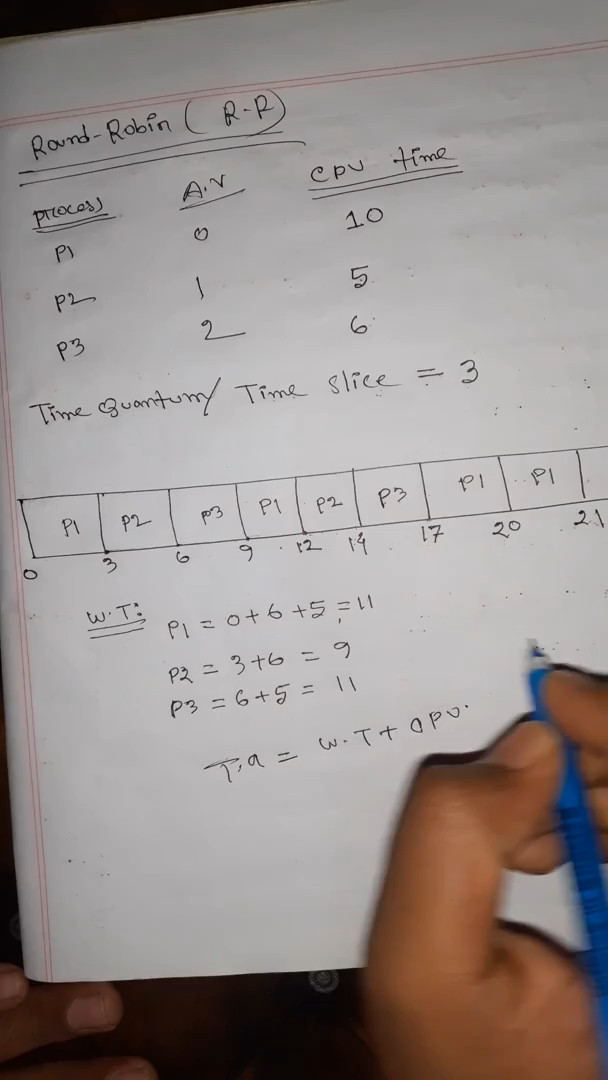 Round-Robin ( R-R)
process A.V CPU time
P1 0 10
P2 1 5
P3 2 6
Time Quantum/ Time slice = 3
P1 P2 P3 P1 P2 P3 P1 P1
0 3 6 9 12 14 17 20 21
W.T: P1 = 0+6+5 = 11
P2 = 3+6 = 9
P3 = 6+5 = 11
T.a = W.T + CPU.